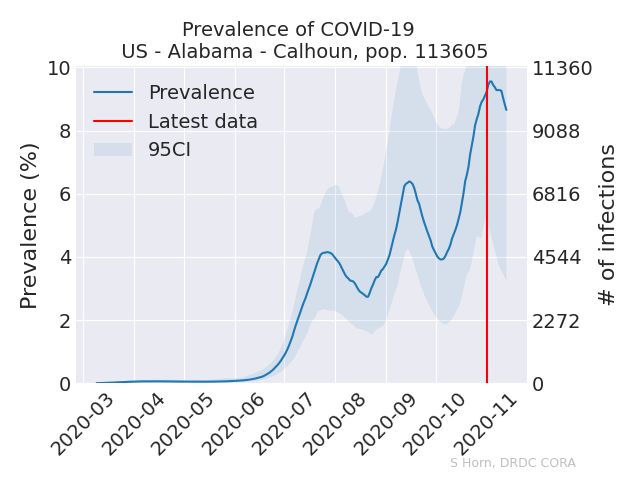 Prevalence of COVID-19
US - Alabama - Calhoun, pop. 113605
Prevalence
Latest data
95CI
Prevalence (%)
10
8
6
4
2
0
11360
9088
6816
4544
2272
0
# of infections
2020-03
2020-04
2020-05
2020-06
2020-07
2020-08
2020-09
2020-10
2020-11
S Horn, DRDC CORA